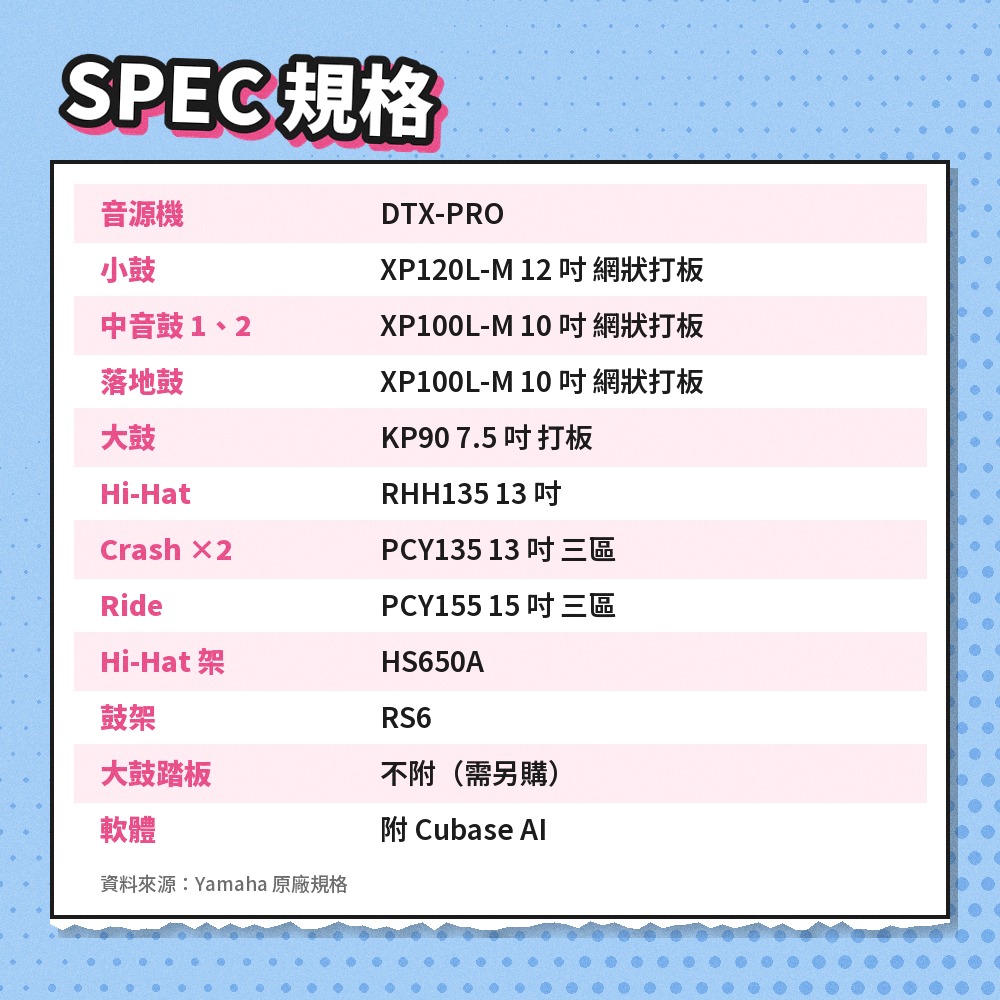 SPEC 規格
音源機 DTX-PRO
小鼓 XP120L-M 12 吋 網狀打板
中音鼓 1、2 XP100L-M 10 吋 網狀打板
落地鼓 XP100L-M 10 吋 網狀打板
大鼓 KP90 7.5 吋 打板
Hi-Hat RHH135 13 吋
Crash ×2 PCY135 13 吋 三區
Ride PCY155 15 吋 三區
Hi-Hat 架 HS650A
鼓架 RS6
大鼓踏板 不附（需另購）
軟體 附 Cubase AI
資料來源：Yamaha 原廠規格